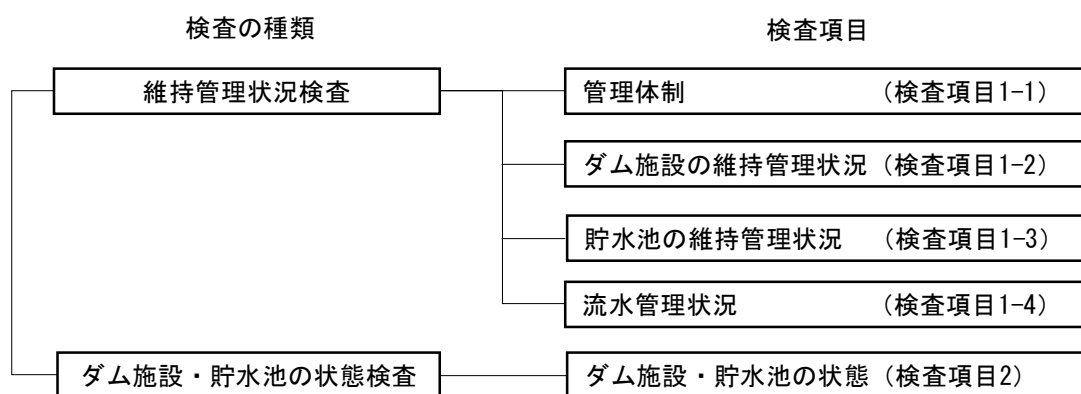 検査の種類 検査項目
維持管理状況検査 管理体制 (検査項目1-1)
ダム施設の維持管理状況 (検査項目1-2)
貯水池の維持管理状況 (検査項目1-3)
流水管理状況 (検査項目1-4)
ダム施設・貯水池の状態検査 ダム施設・貯水池の状態 (検査項目2)